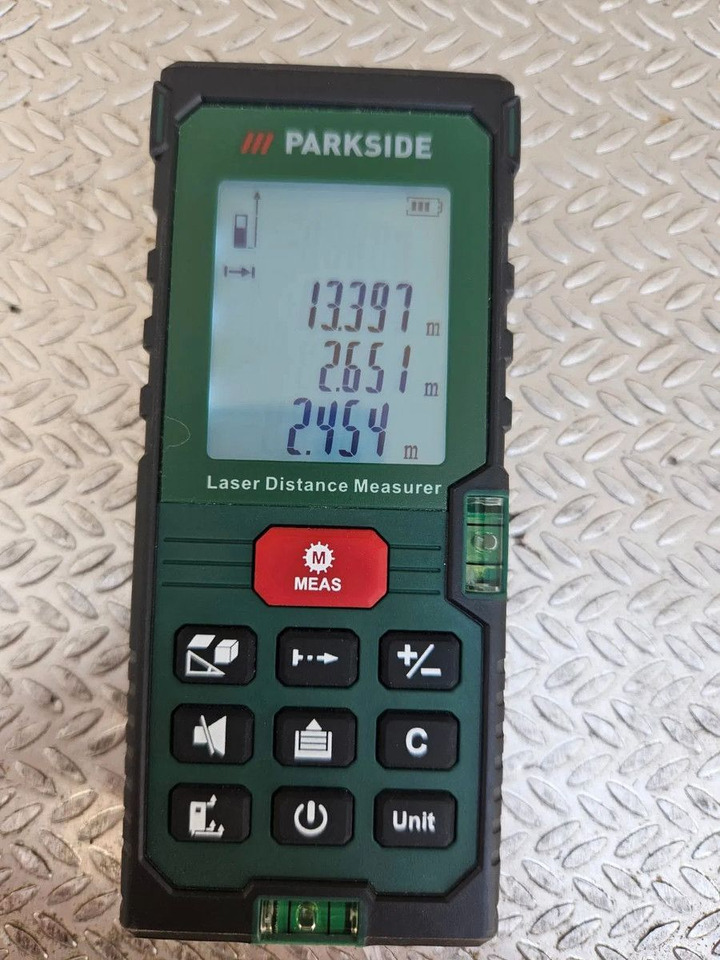 PARKSIDE
13.397 m
2.651 m
2.454 m
Laser Distance Measurer
M
MEAS
+/-
C
Unit